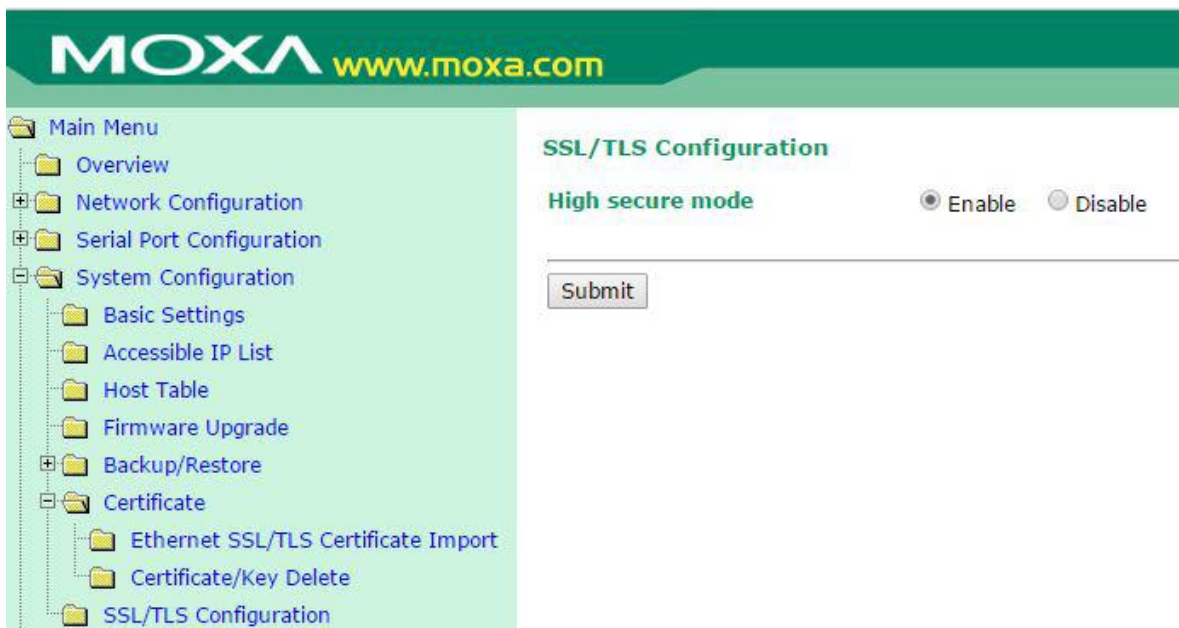 MOXA www.moxa.com
Main Menu
Overview
Network Configuration
Serial Port Configuration
System Configuration
Basic Settings
Accessible IP List
Host Table
Firmware Upgrade
Backup/Restore
Certificate
Ethernet SSL/TLS Certificate Import
Certificate/Key Delete
SSL/TLS Configuration
SSL/TLS Configuration
High secure mode Enable Disable
Submit